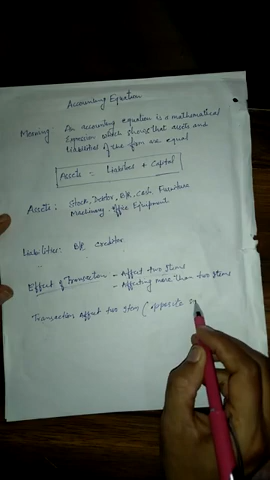 Accounting Equation
Meaning: An accounting equation is a mathematical
Expression which shows that assets and
liabilities of the firm are equal
Assets = Liabilities + Capital
Assets: Stock, Debtor, B/R, Cash, Furniture
Machinery, office Equipment
Liabilities: B/P, Creditor
Effect of Transaction - Affect two Items
- Affecting more than two Items
Transaction Affect two Item ( opposite